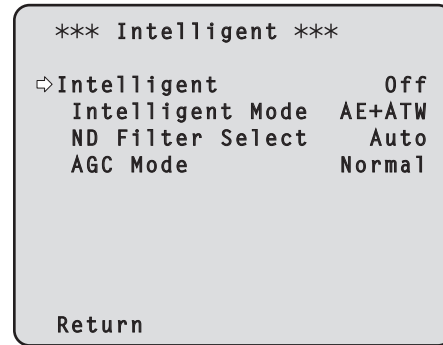 *** Intelligent ***
⇨Intelligent Off
Intelligent Mode AE+ATW
ND Filter Select Auto
AGC Mode Normal
Return